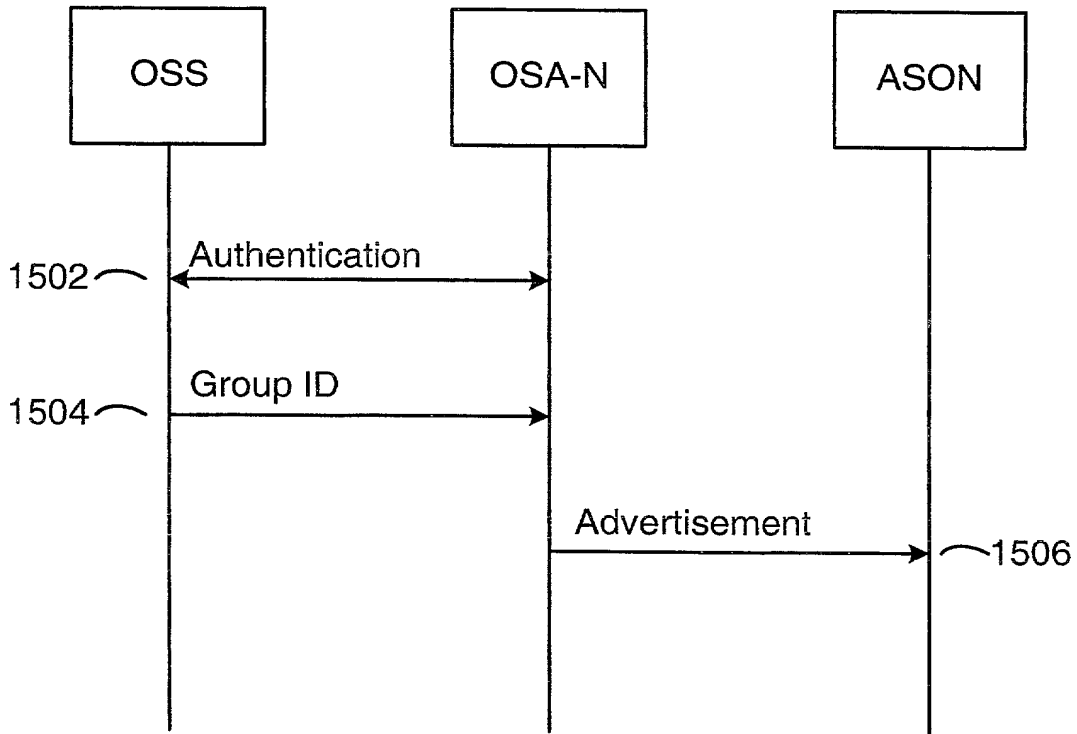 OSS
OSA-N
ASON
Authentication
1502
Group ID
1504
Advertisement
1506